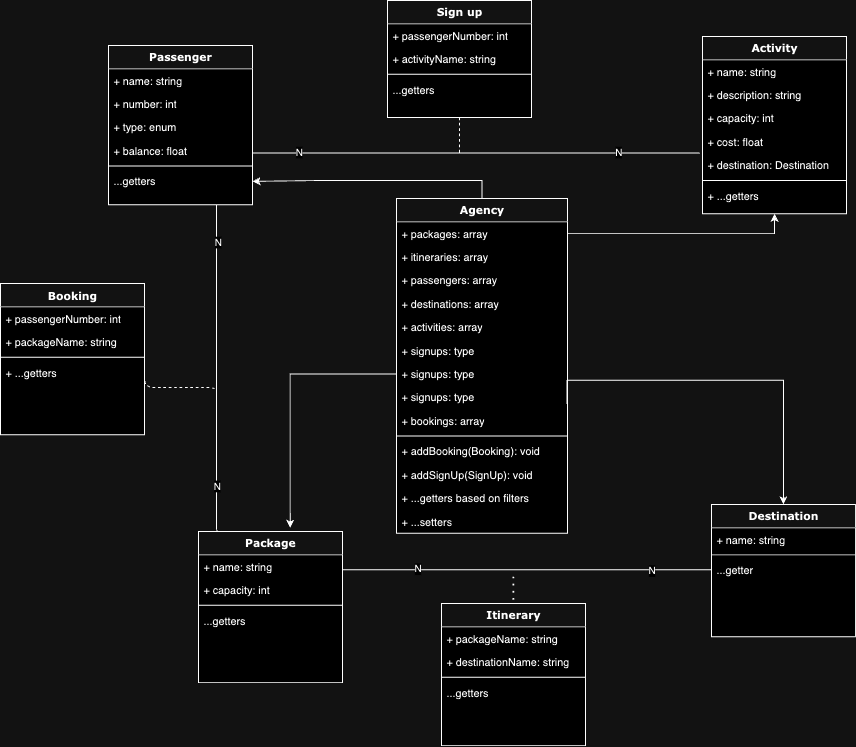 Sign up
+ passengerNumber: int
+ activityName: string
...getters
Passenger
+ name: string
+ number: int
+ type: enum
+ balance: float
...getters
Activity
+ name: string
+ description: string
+ capacity: int
+ cost: float
+ destination: Destination
+ ...getters
N
N
Agency
+ packages: array
+ itineraries: array
+ passengers: array
+ destinations: array
+ activities: array
+ signups: type
+ signups: type
+ signups: type
+ bookings: array
+ addBooking(Booking): void
+ addSignUp(SignUp): void
+ ...getters based on filters
+ ...setters
N
Booking
+ passengerNumber: int
+ packageName: string
+ ...getters
N
Package
+ name: string
+ capacity: int
...getters
N
N
Destination
+ name: string
...getter
Itinerary
+ packageName: string
+ destinationName: string
...getters